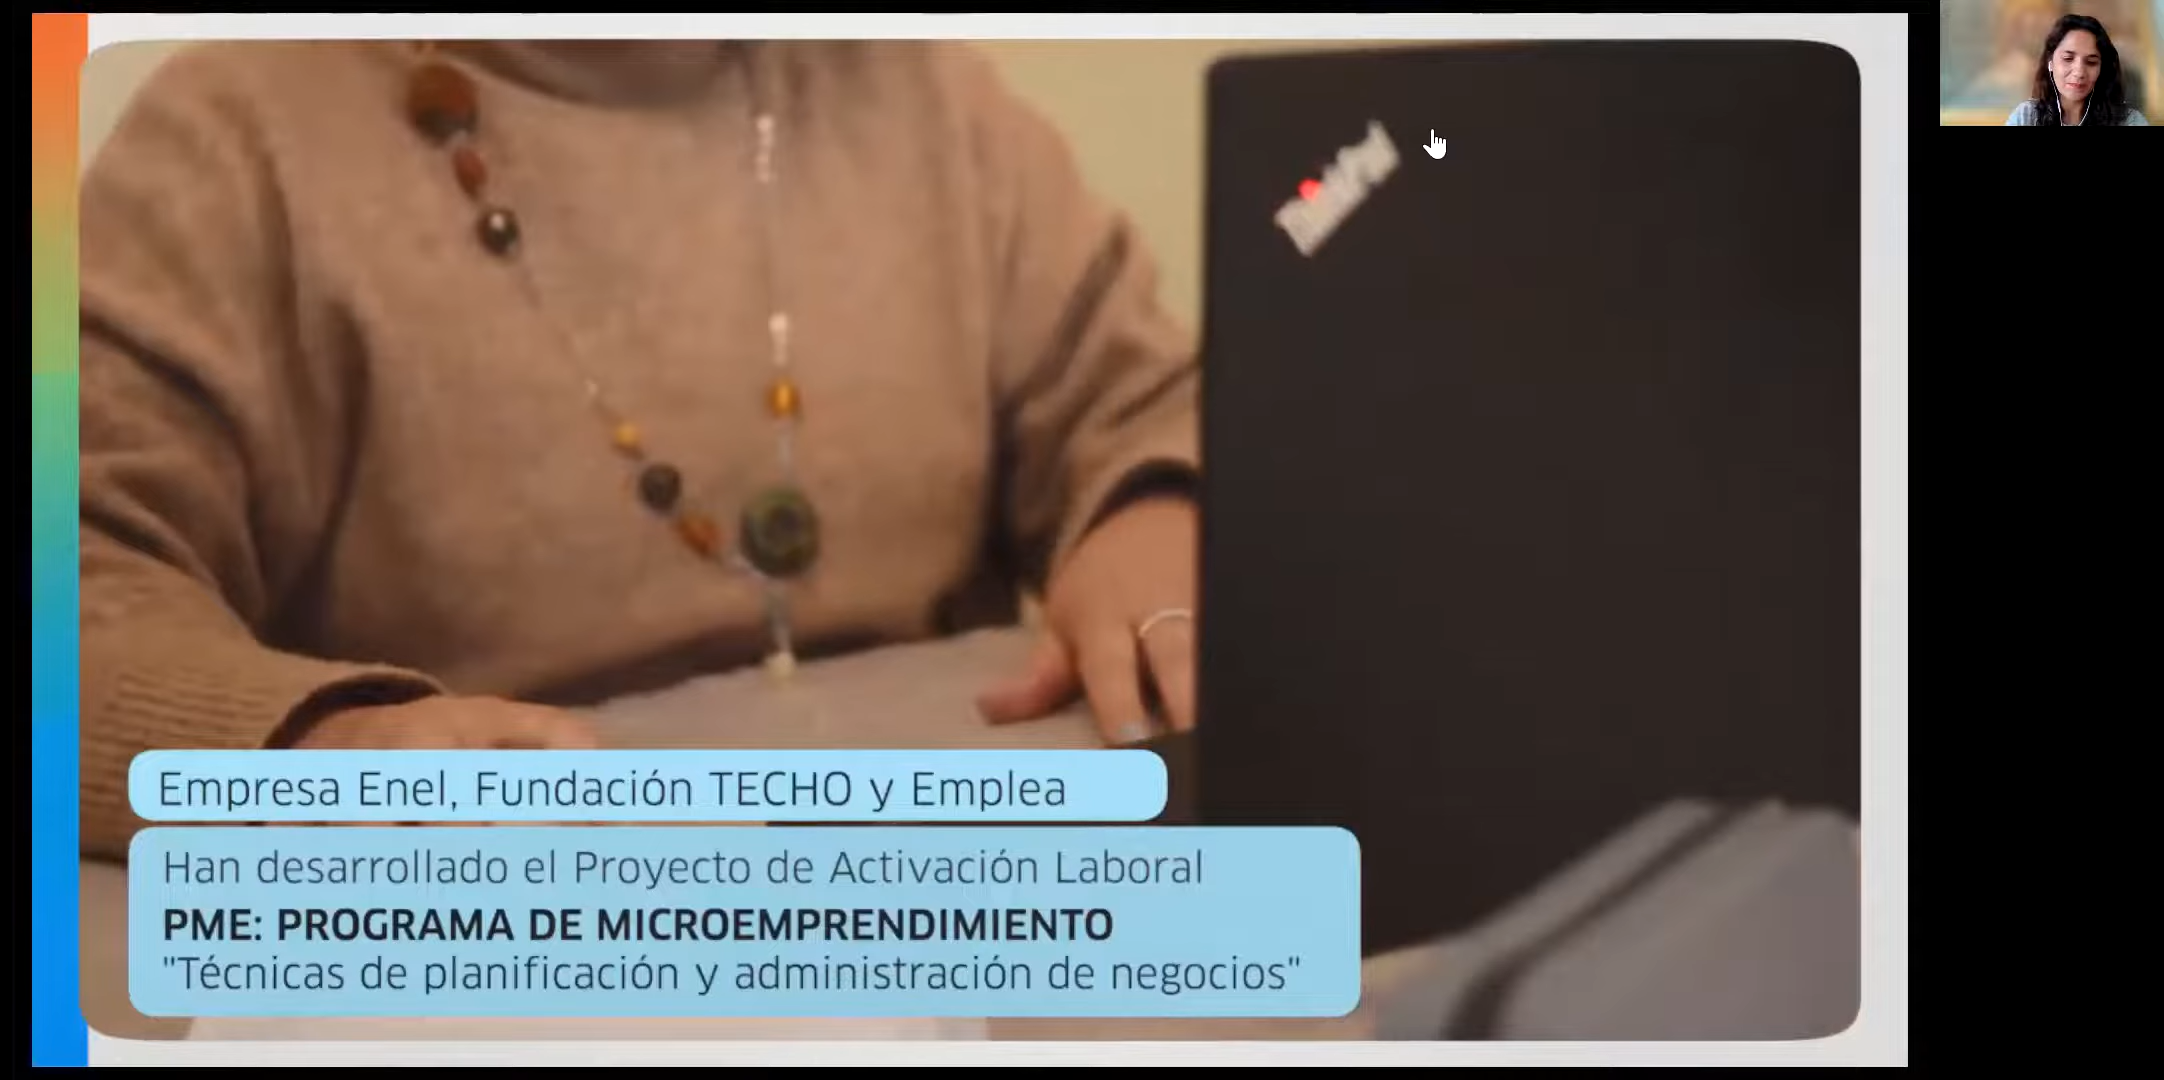 Empresa Enel, Fundación TECHO y Emplea
Han desarrollado el Proyecto de Activación Laboral
PME: PROGRAMA DE MICROEMPRENDIMIENTO
"Técnicas de planificación y administración de negocios"